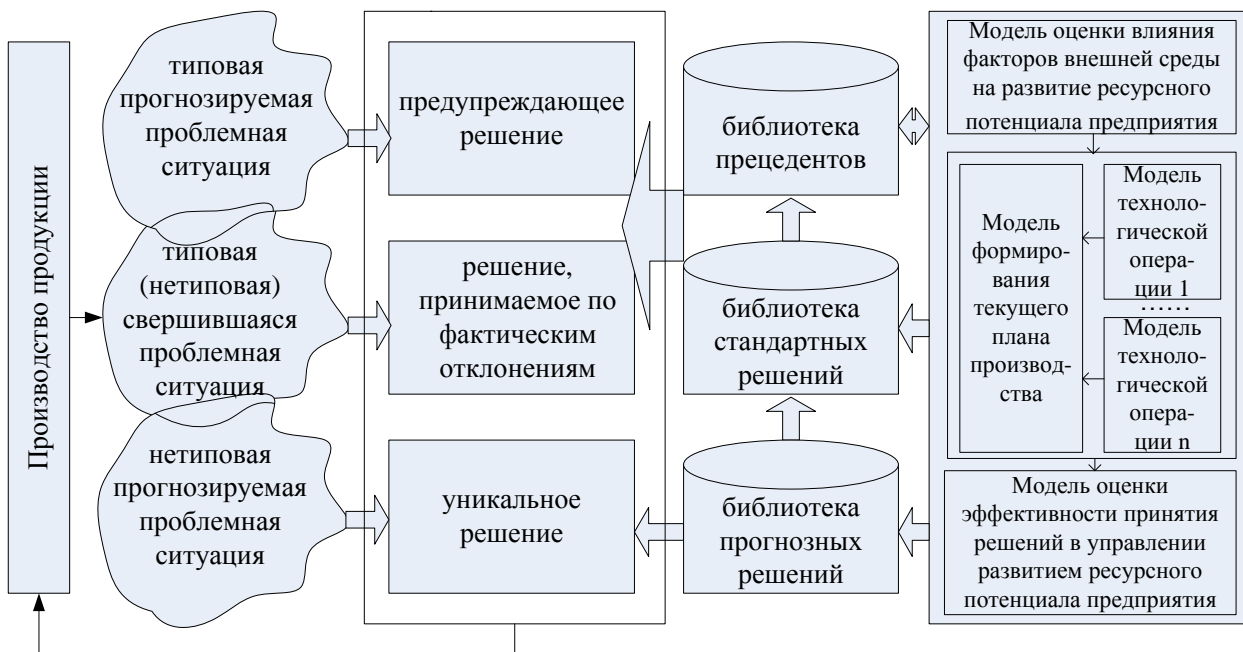 Производство продукции
типовая
прогнозируемая
проблемная
ситуация
типовая
(нетиповая)
свершившаяся
проблемная
ситуация
нетиповая
прогнозируемая
проблемная
ситуация
предупреждающее
решение
решение,
принимаемое по
фактическим
отклонениям
уникальное
решение
библиотека
прецедентов
библиотека
стандартных
решений
библиотека
прогнозных
решений
Модель оценки влияния
факторов внешней среды
на развитие ресурсного
потенциала предприятия
Модель
формиро-
вания
текущего
плана
производ-
ства
Модель
техноло-
гической
опера-
ции 1
......
Модель
техноло-
гической
опера-
ции n
Модель оценки
эффективности принятия
решений в управлении
развитием ресурсного
потенциала предприятия